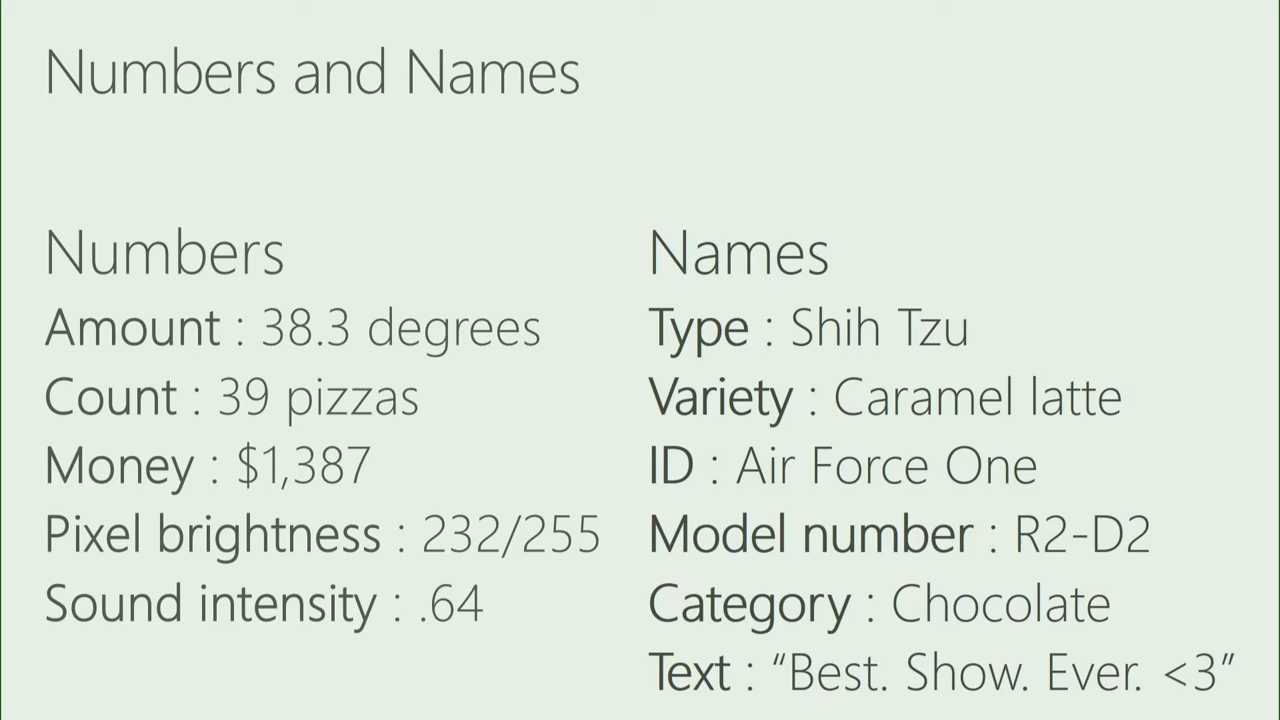 Numbers and Names
Numbers
Amount : 38.3 degrees
Count : 39 pizzas
Money : $1,387
Pixel brightness : 232/255
Sound intensity : .64
Names
Type : Shih Tzu
Variety : Caramel latte
ID : Air Force One
Model number : R2-D2
Category : Chocolate
Text : “Best. Show. Ever. <3”